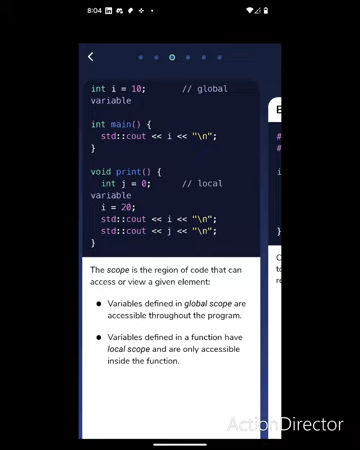 8:04
int i = 10; // global
variable
int main() {
std::cout << i << "\n";
}
void print() {
int j = 0; // local
variable
i = 20;
std::cout << i << "\n";
std::cout << j << "\n";
}
The scope is the region of code that can
access or view a given element:
• Variables defined in global scope are
accessible throughout the program.
• Variables defined in a function have
local scope and are only accessible
inside the function.
ActionDirector